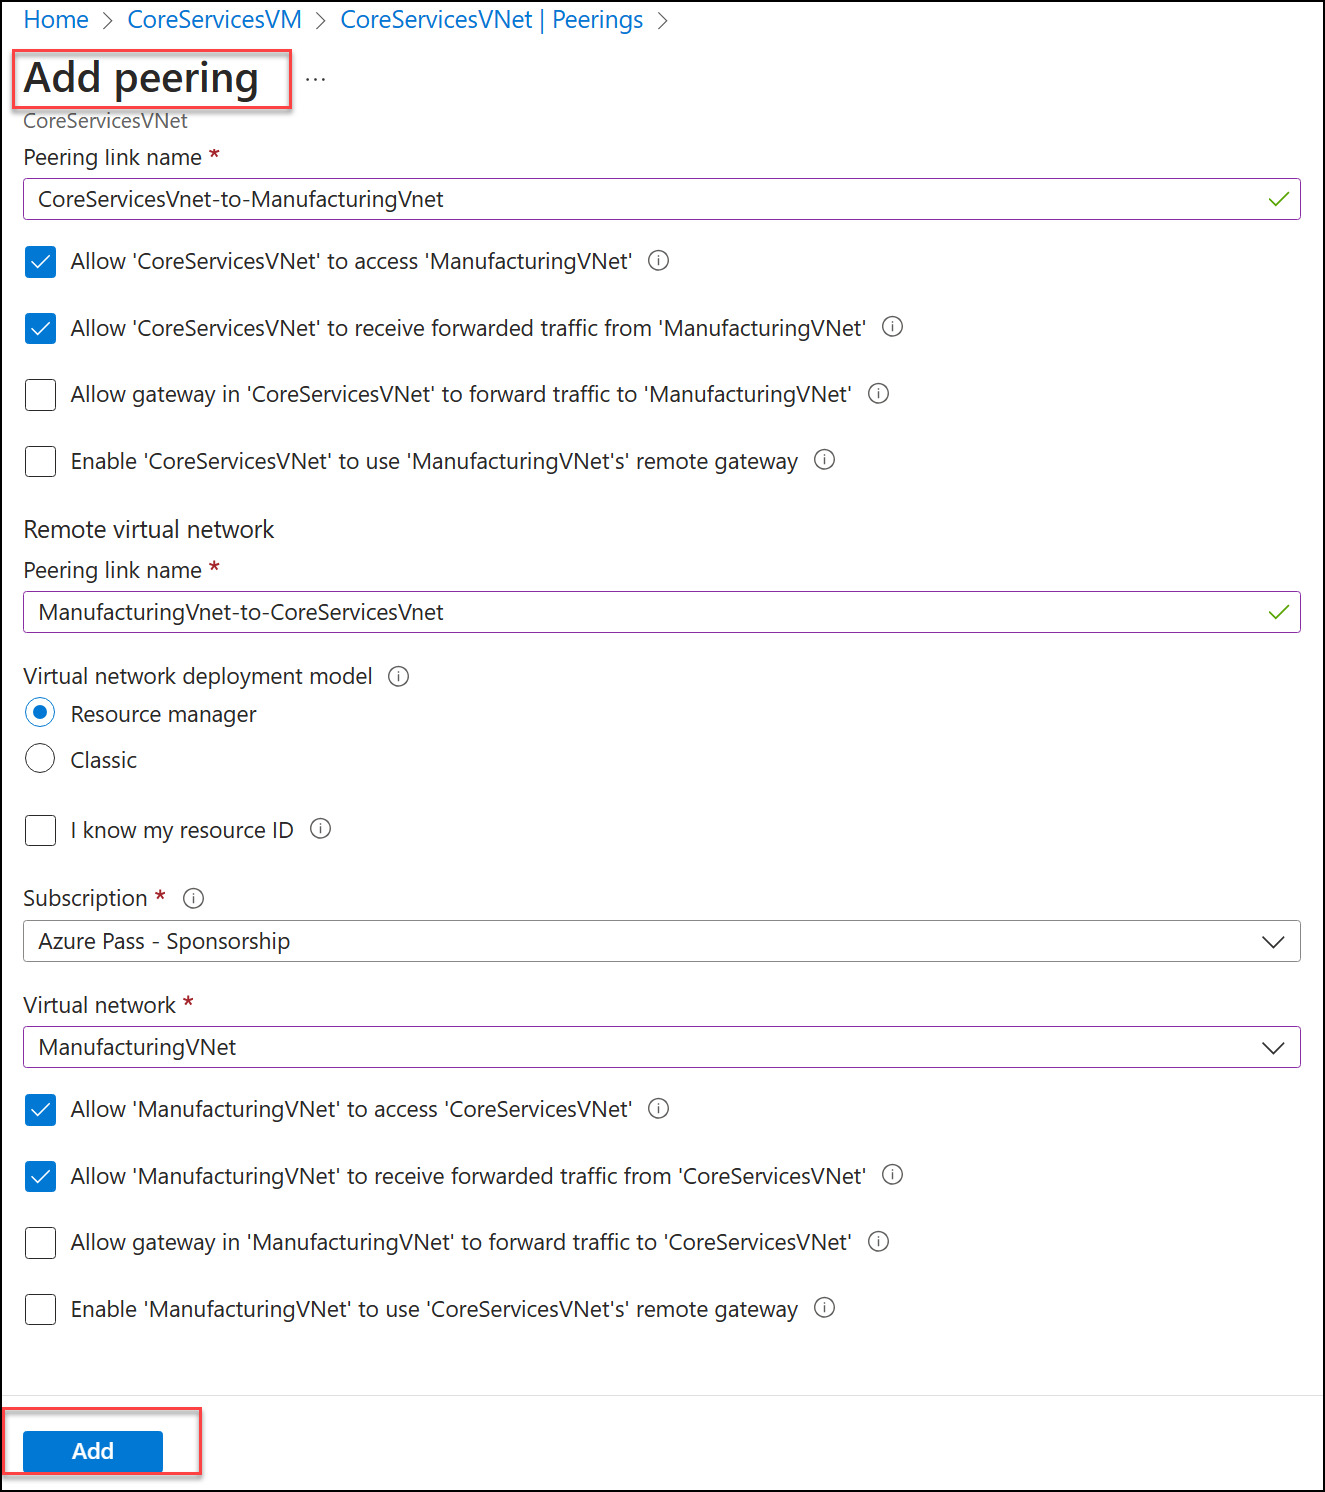 Home > CoreServicesVM > CoreServicesVNet | Peerings >
Add peering ...
CoreServicesVNet
Peering link name *
CoreServicesVnet-to-ManufacturingVnet
Allow 'CoreServicesVNet' to access 'ManufacturingVNet'
Allow 'CoreServicesVNet' to receive forwarded traffic from 'ManufacturingVNet'
Allow gateway in 'CoreServicesVNet' to forward traffic to 'ManufacturingVNet'
Enable 'CoreServicesVNet' to use 'ManufacturingVNet's' remote gateway
Remote virtual network
Peering link name *
ManufacturingVnet-to-CoreServicesVnet
Virtual network deployment model
Resource manager
Classic
I know my resource ID
Subscription *
Azure Pass - Sponsorship
Virtual network *
ManufacturingVNet
Allow 'ManufacturingVNet' to access 'CoreServicesVNet'
Allow 'ManufacturingVNet' to receive forwarded traffic from 'CoreServicesVNet'
Allow gateway in 'ManufacturingVNet' to forward traffic to 'CoreServicesVNet'
Enable 'ManufacturingVNet' to use 'CoreServicesVNet's' remote gateway
Add